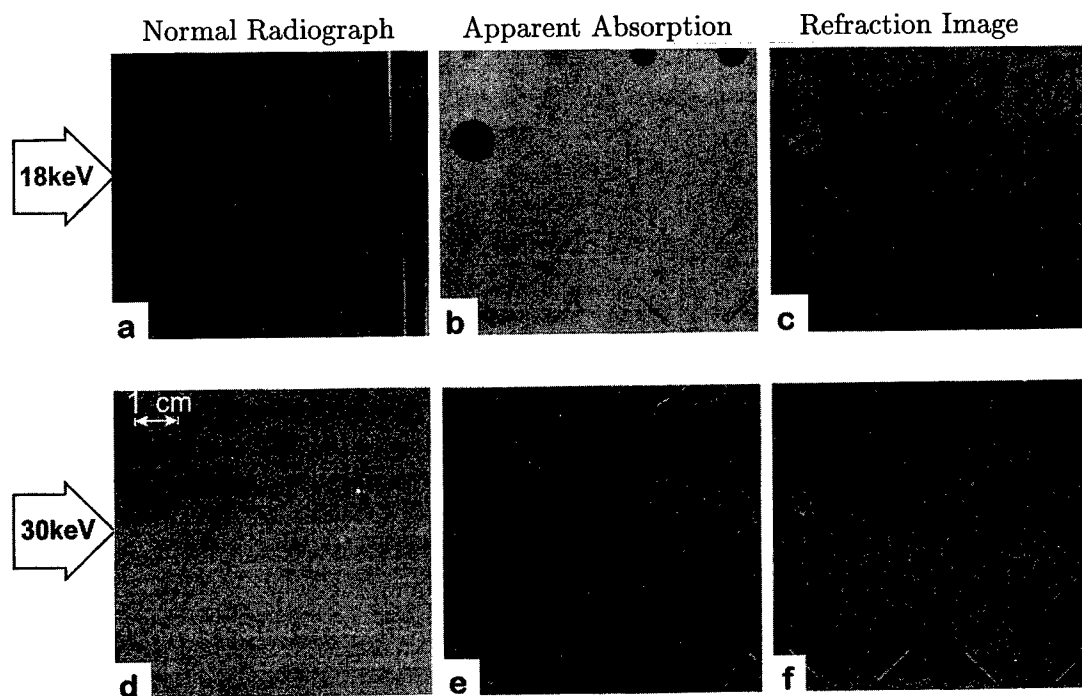 Normal Radiograph
Apparent Absorption
Refraction Image
18keV
a
b
c
1 cm
30keV
d
e
f